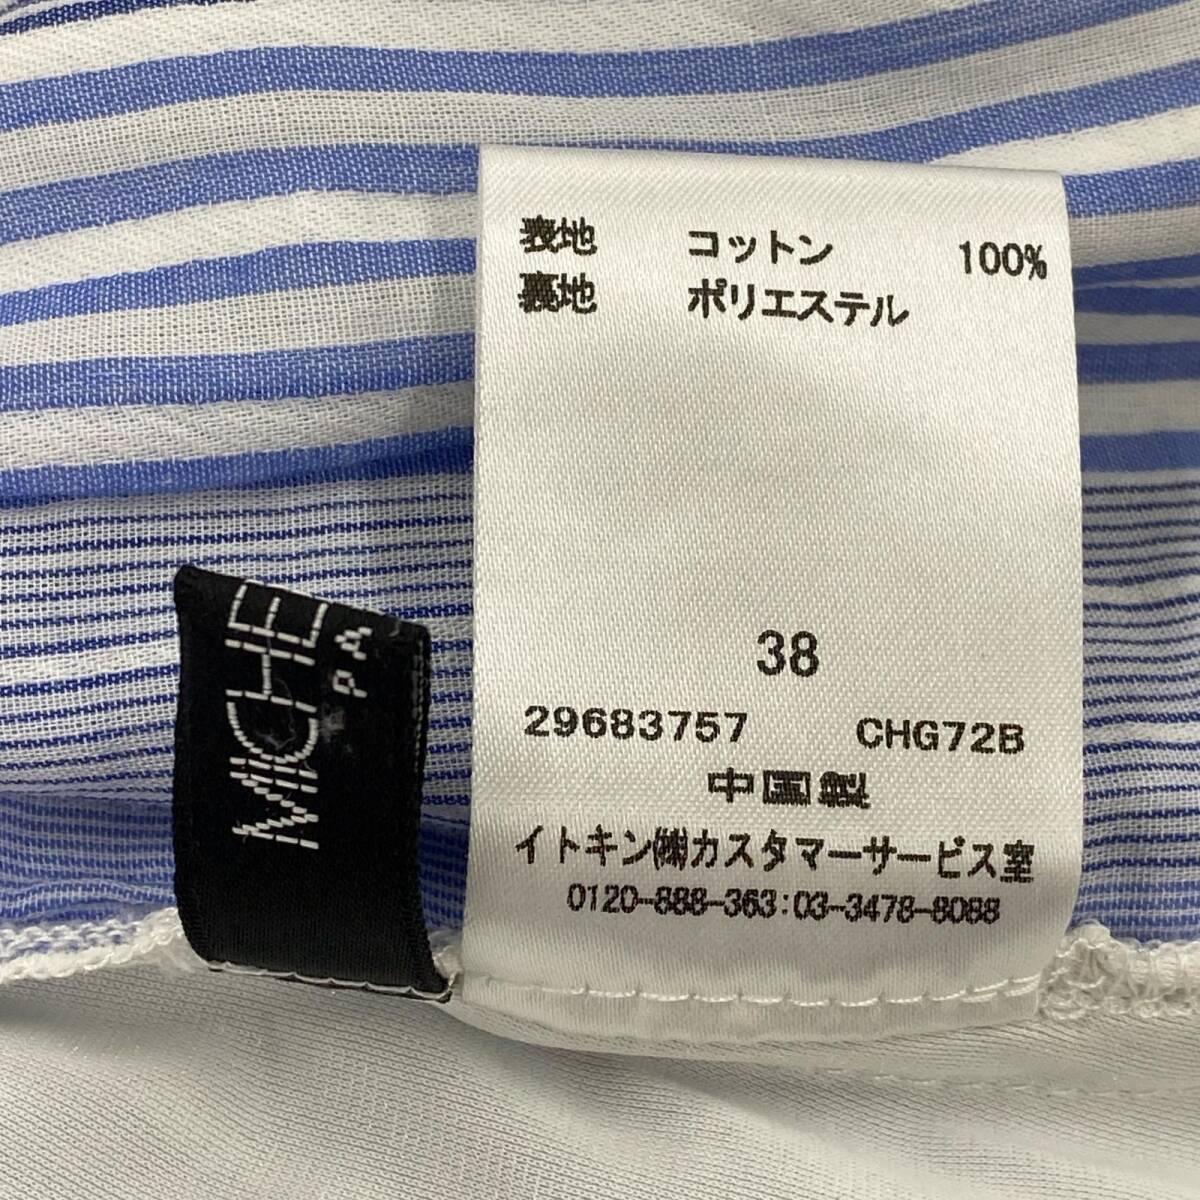 表地 コットン 100%
裏地 ポリエステル
38
29683757 CHG72B
中国製
イトキン㈱カスタマーサービス室
0120-888-363:03-3478-8088
MICHE
PA